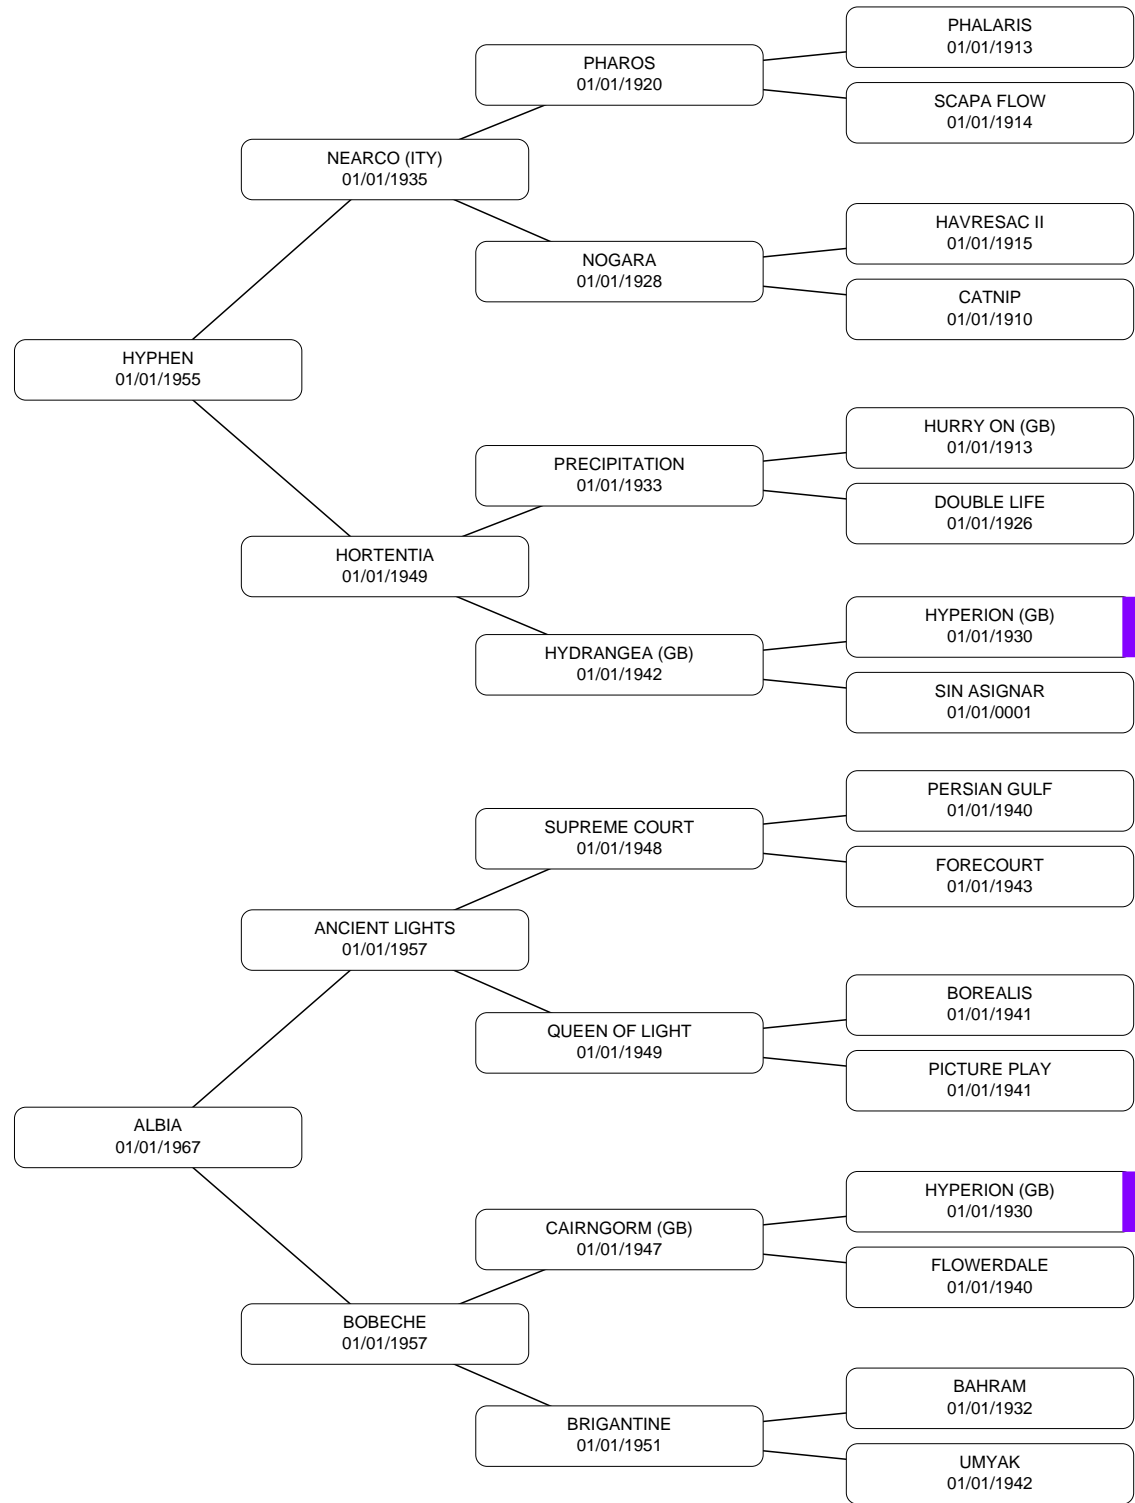 PHALARIS
01/01/1913
PHAROS
01/01/1920
SCAPA FLOW
01/01/1914
NEARCO (ITY)
01/01/1935
HAVRESAC II
01/01/1915
NOGARA
01/01/1928
CATNIP
01/01/1910
HYPHEN
01/01/1955
HURRY ON (GB)
01/01/1913
PRECIPITATION
01/01/1933
DOUBLE LIFE
01/01/1926
HORTENTIA
01/01/1949
HYPERION (GB)
01/01/1930
HYDRANGEA (GB)
01/01/1942
SIN ASIGNAR
01/01/0001
PERSIAN GULF
01/01/1940
SUPREME COURT
01/01/1948
FORECOURT
01/01/1943
ANCIENT LIGHTS
01/01/1957
BOREALIS
01/01/1941
QUEEN OF LIGHT
01/01/1949
PICTURE PLAY
01/01/1941
ALBIA
01/01/1967
HYPERION (GB)
01/01/1930
CAIRNGORM (GB)
01/01/1947
FLOWERDALE
01/01/1940
BOBECHE
01/01/1957
BAHRAM
01/01/1932
BRIGANTINE
01/01/1951
UMYAK
01/01/1942